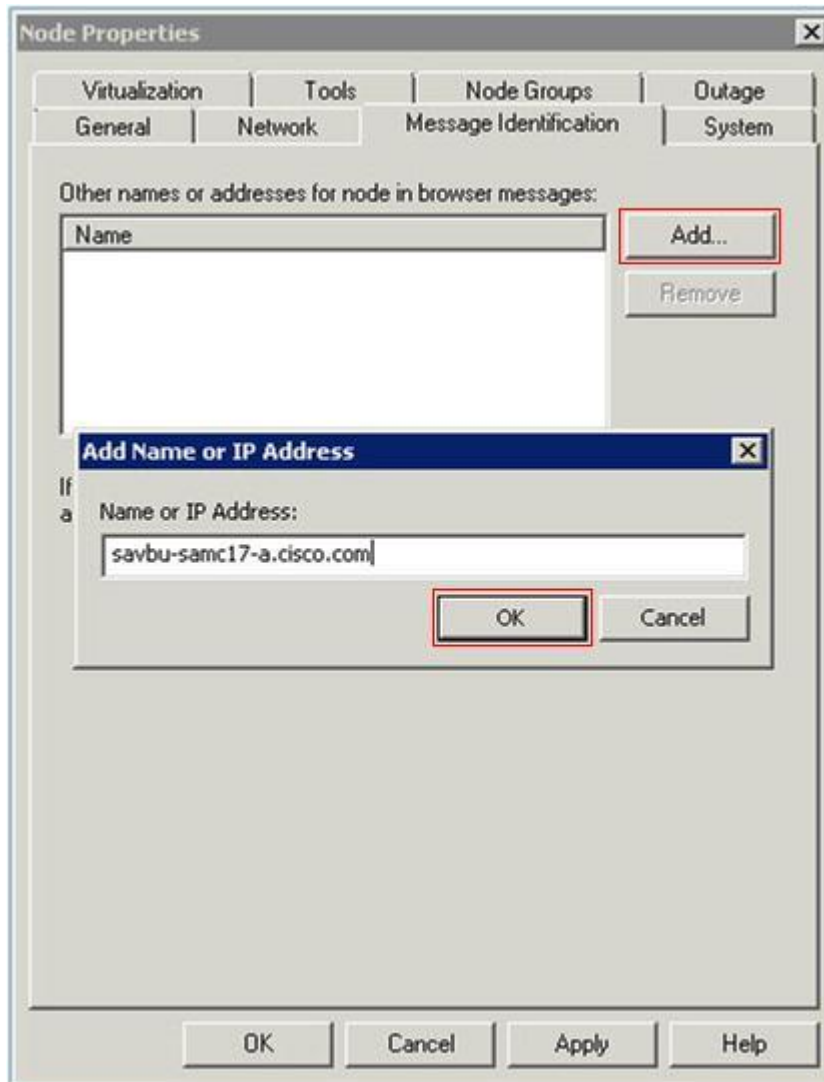 Node Properties
Virtualization Tools Node Groups Outage
General Network Message Identification System
Other names or addresses for node in browser messages:
Name
Add...
Remove
Add Name or IP Address
If
a
Name or IP Address:
savbu-samc17-a.cisco.com
OK Cancel
OK Cancel Apply Help